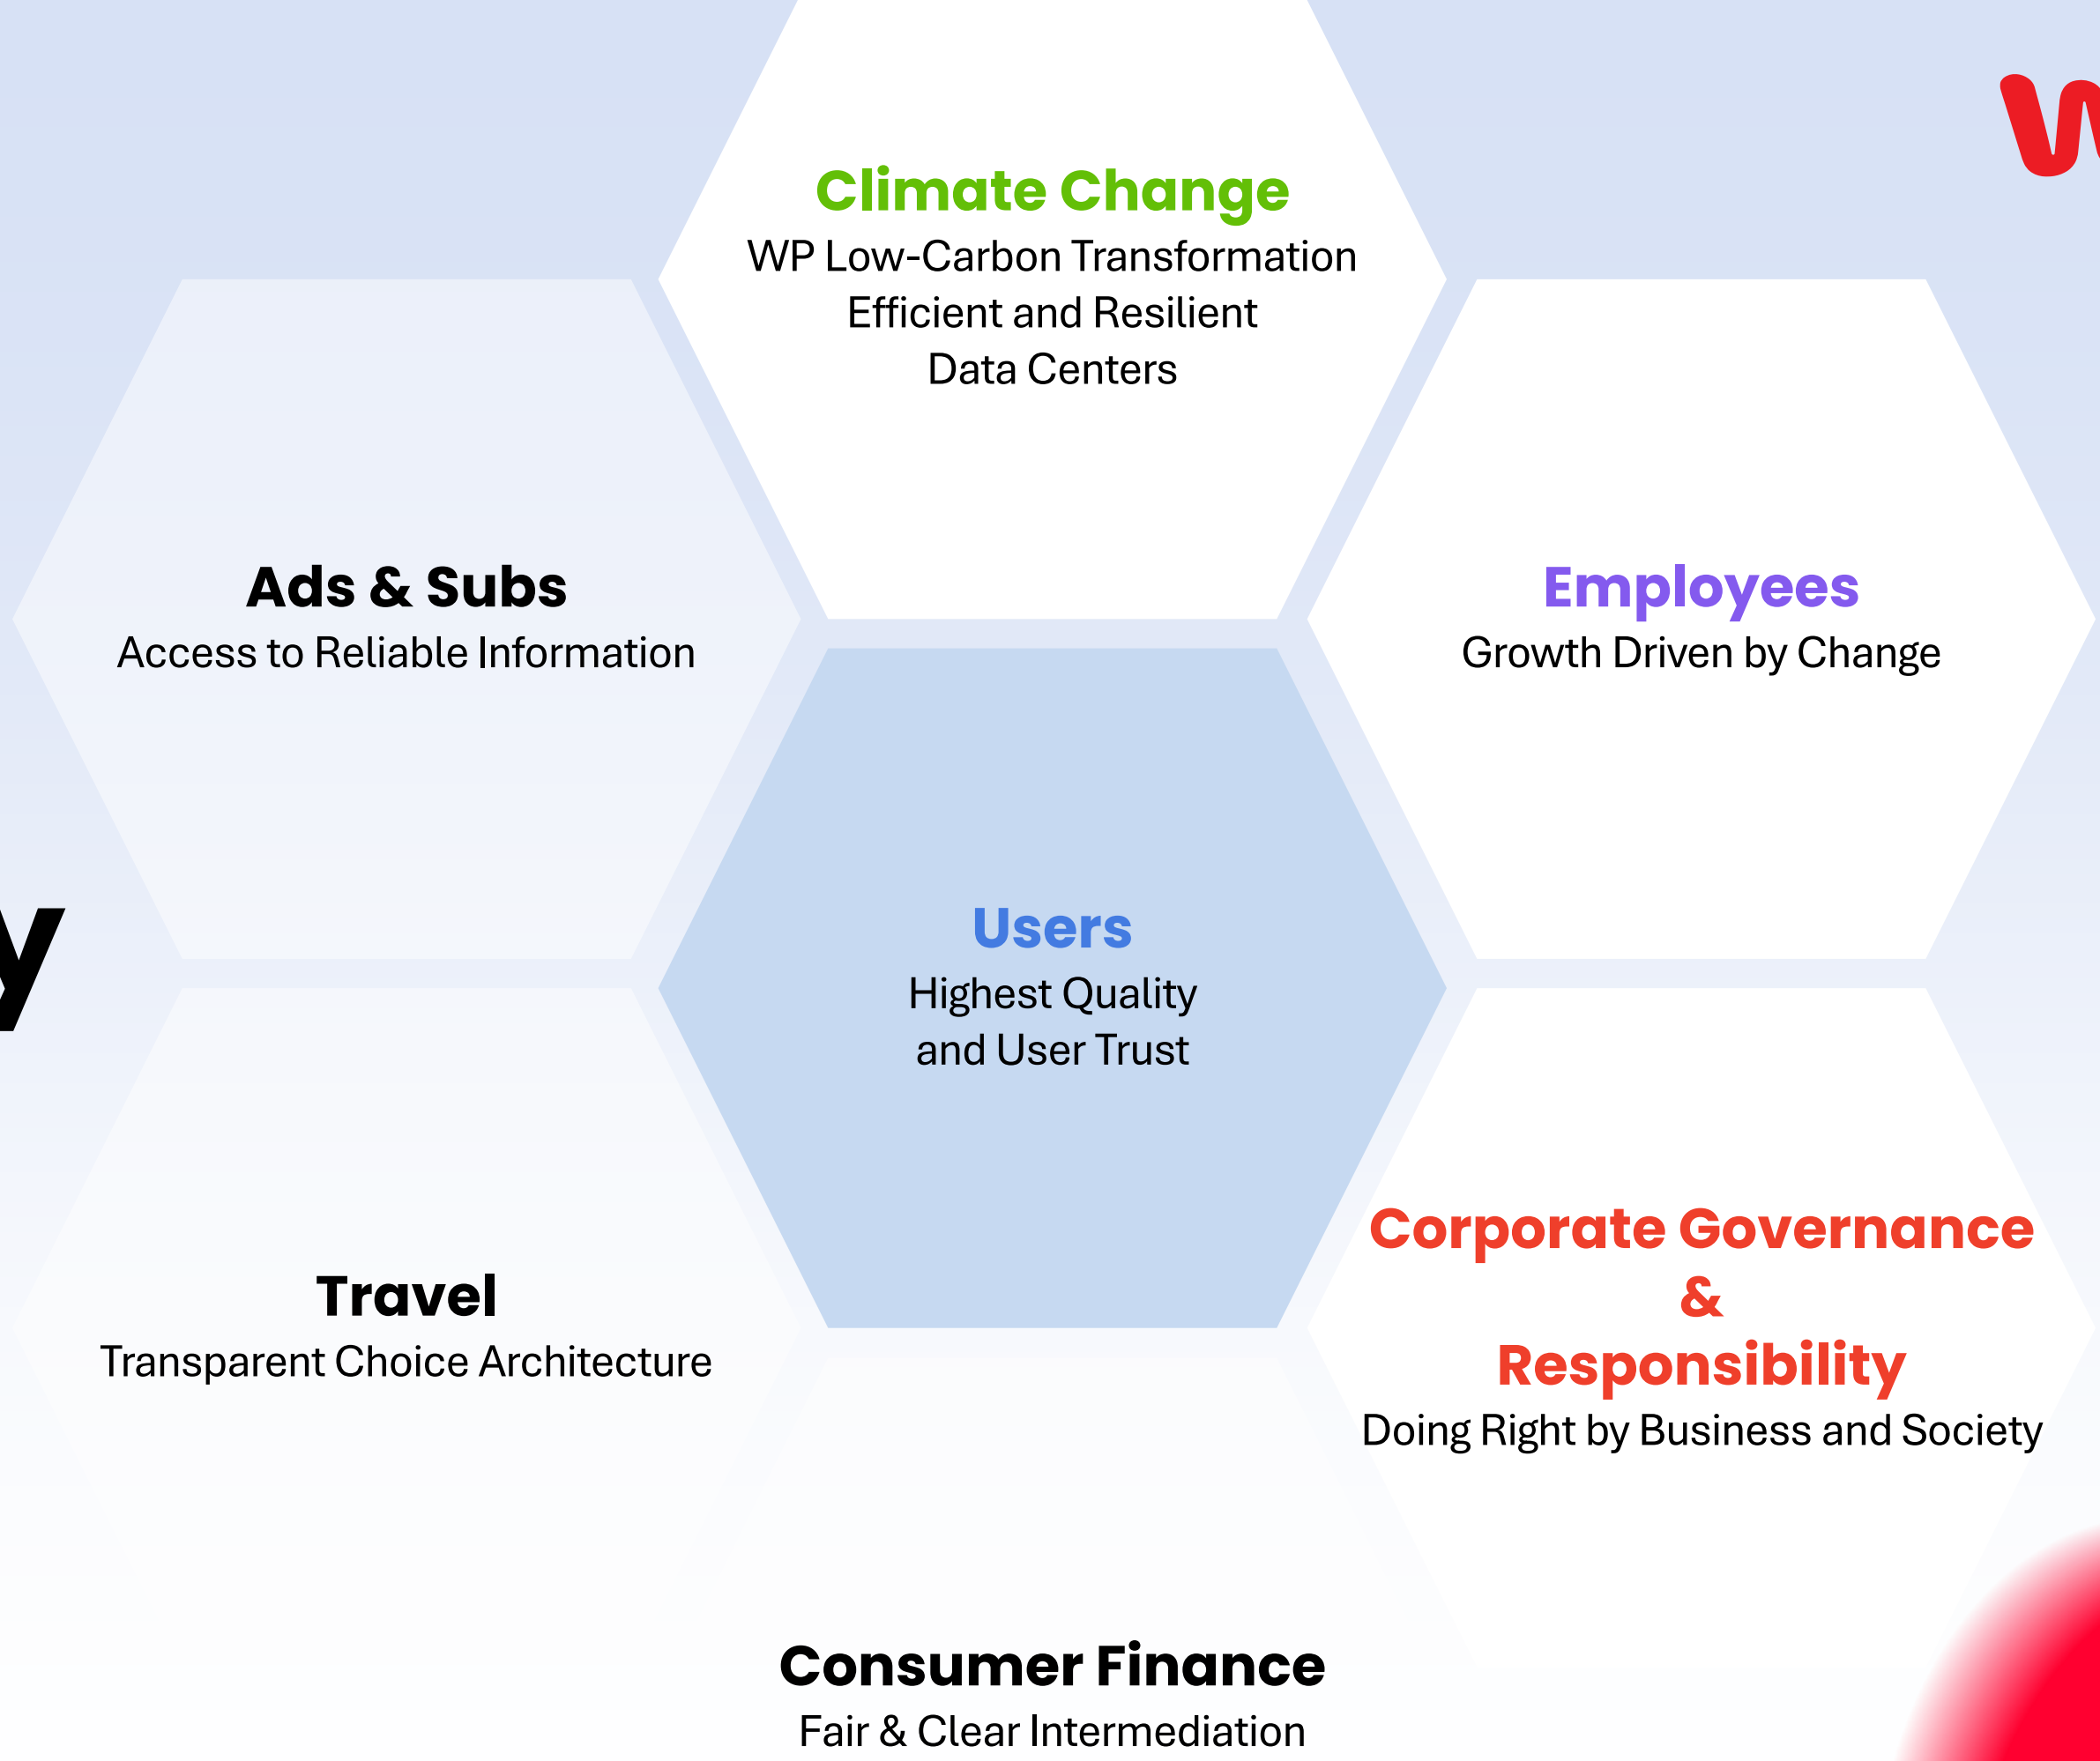 Climate Change
WP Low-Carbon Transformation
Efficient and Resilient
Data Centers
Ads & Subs
Access to Reliable Information
Employees
Growth Driven by Change
Users
Highest Quality
and User Trust
Travel
Transparent Choice Architecture
Corporate Governance
&
Responsibility
Doing Right by Business and Society
Consumer Finance
Fair & Clear Intermediation